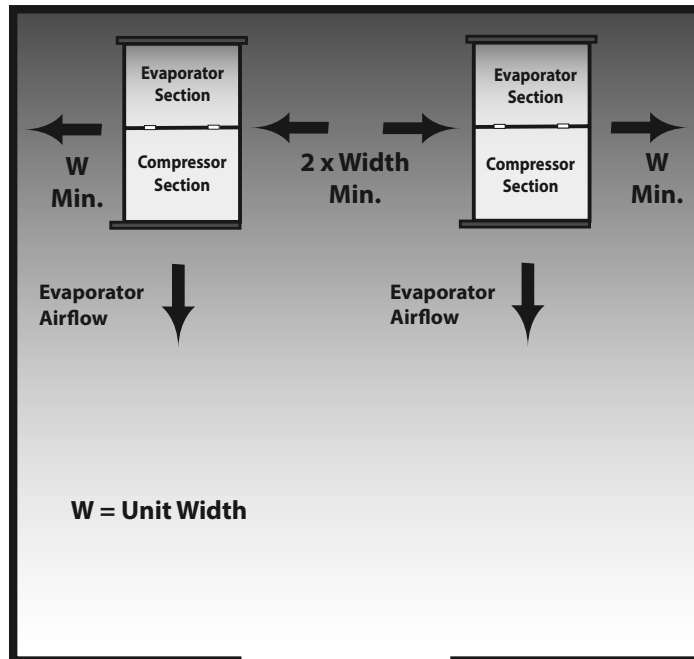 Evaporator
Section
Compressor
Section
W
Min.
2 x Width
Min.
Evaporator
Section
Compressor
Section
W
Min.
Evaporator
Airflow
Evaporator
Airflow
W = Unit Width